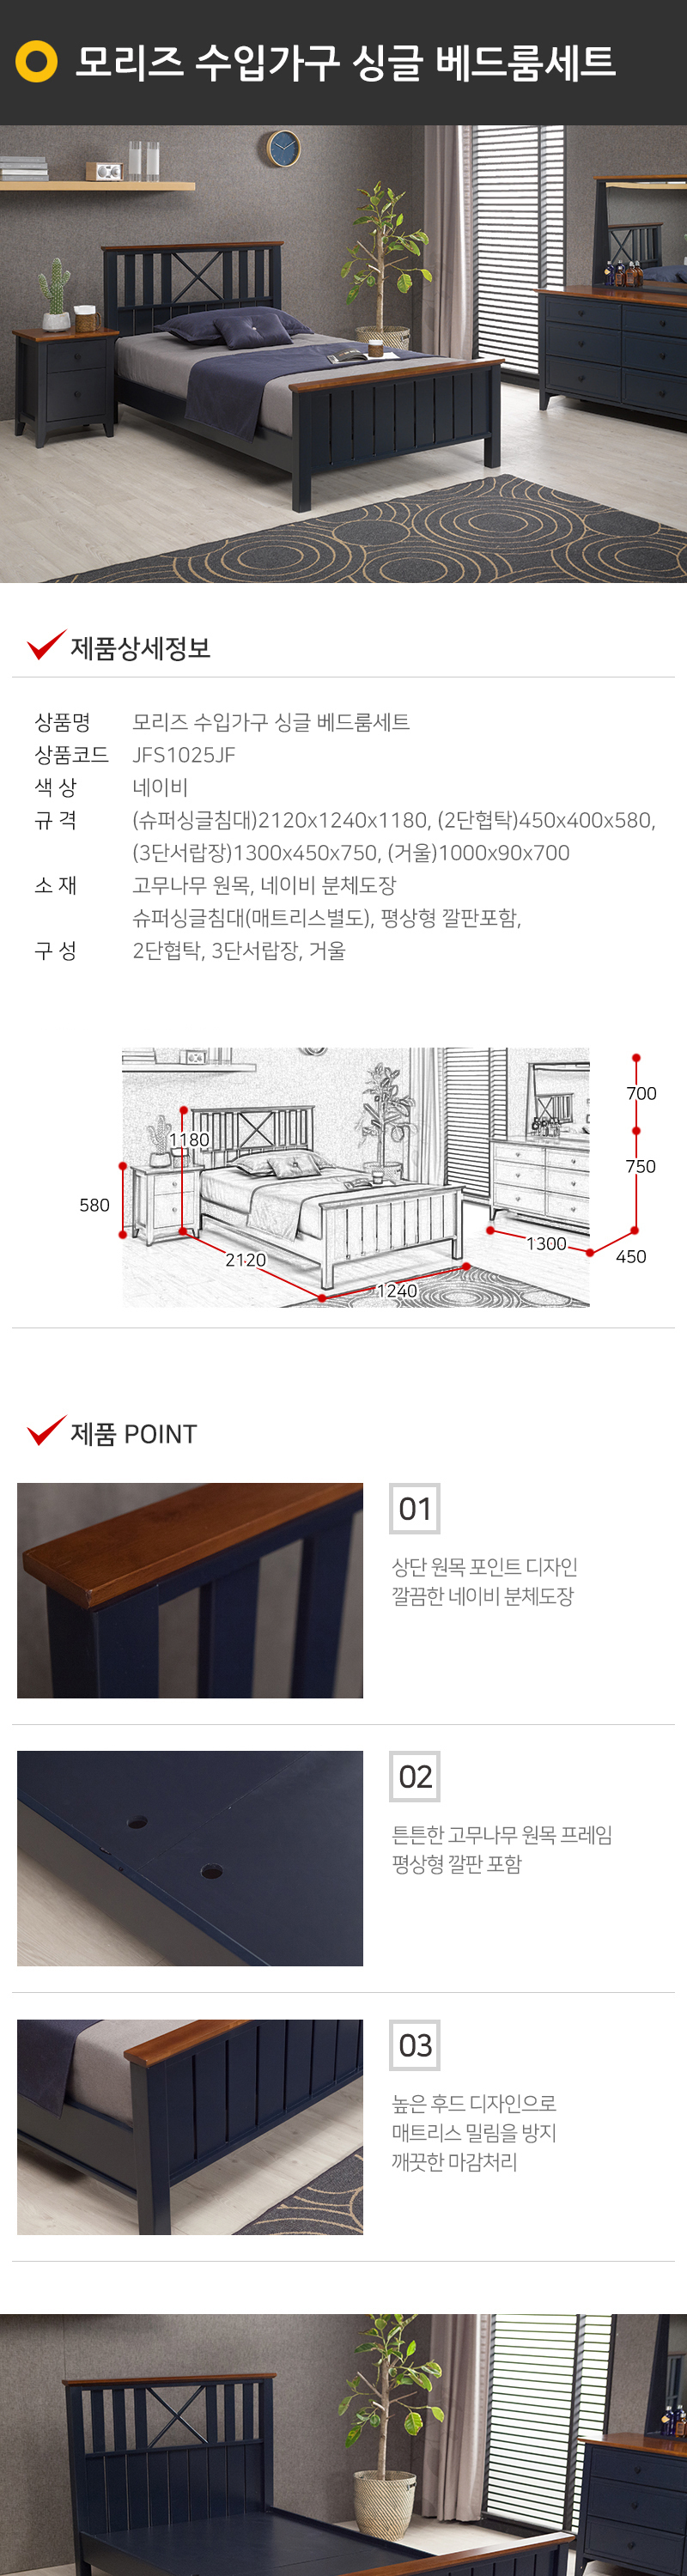 모리즈 수입가구 싱글 베드룸세트
제품상세정보
상품명 모리즈 수입가구 싱글 베드룸세트
상품코드 JFS1025JF
색 상 네이비
규 격 (슈퍼싱글침대)2120x1240x1180, (2단협탁)450x400x580,
(3단서랍장)1300x450x750, (거울)1000x90x700
소 재 고무나무 원목, 네이비 분체도장
슈퍼싱글침대(매트리스별도), 평상형 깔판포함,
구 성 2단협탁, 3단서랍장, 거울
700
1180
750
580
1300
450
2120
1240
제품 POINT
01
상단 원목 포인트 디자인
깔끔한 네이비 분체도장
02
튼튼한 고무나무 원목 프레임
평상형 깔판 포함
03
높은 후드 디자인으로
매트리스 밀림을 방지
깨끗한 마감처리